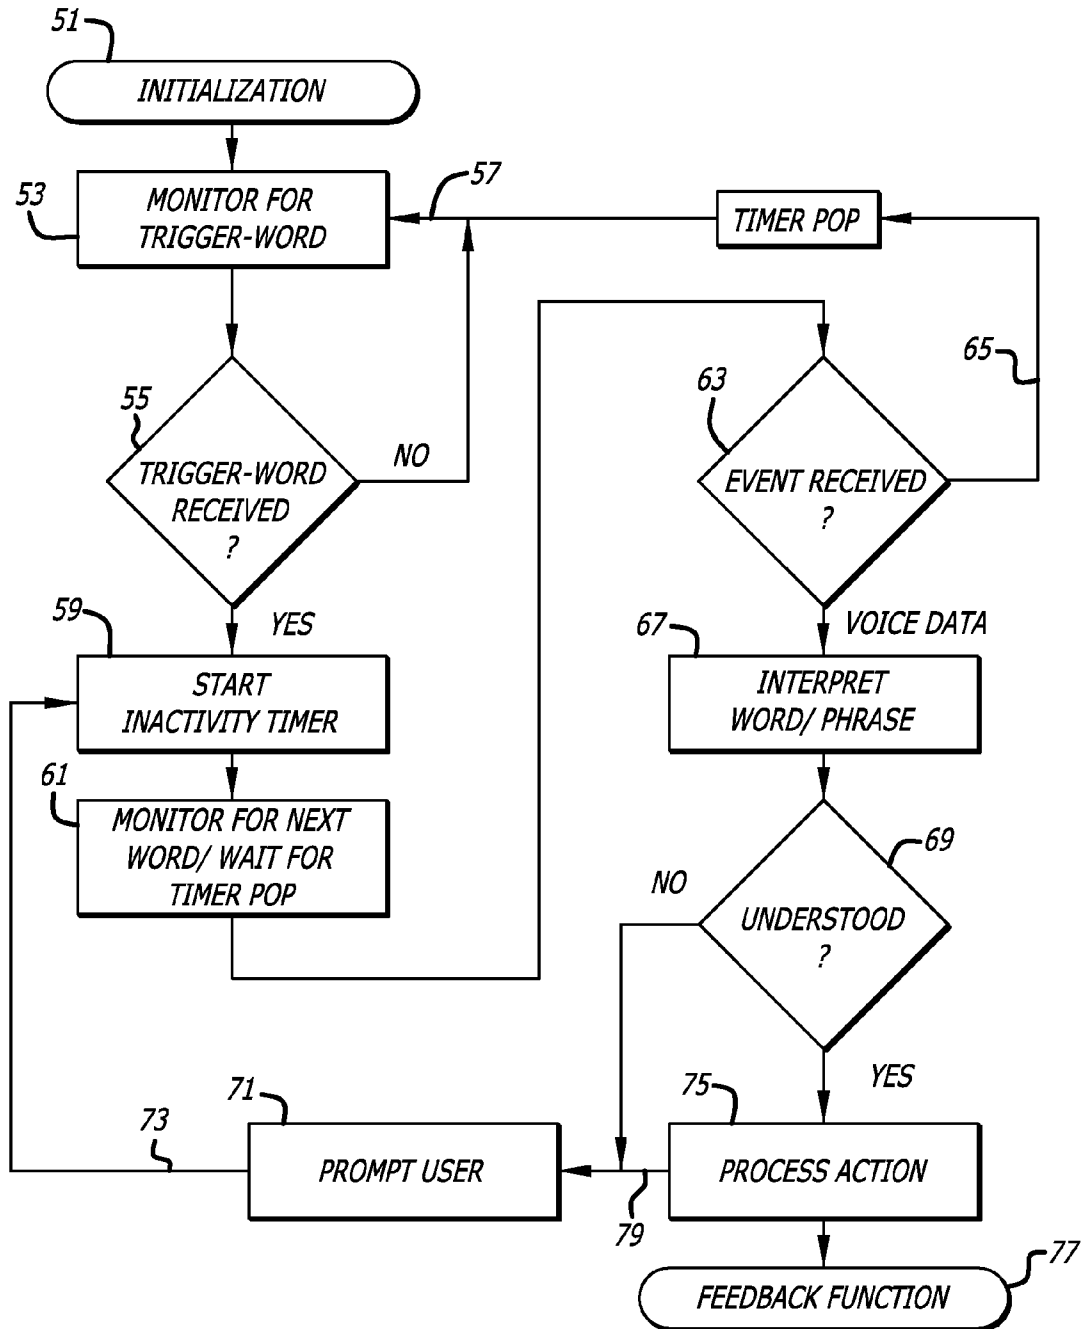 51
INITIALIZATION
53
MONITOR FOR
TRIGGER-WORD
57
TIMER POP
65
55
TRIGGER-WORD
RECEIVED
?
NO
63
EVENT RECEIVED
?
YES
VOICE DATA
59
START
INACTIVITY TIMER
67
INTERPRET
WORD/ PHRASE
61
MONITOR FOR NEXT
WORD/ WAIT FOR
TIMER POP
69
UNDERSTOOD
?
NO
YES
73
71
PROMPT USER
79
75
PROCESS ACTION
77
FEEDBACK FUNCTION